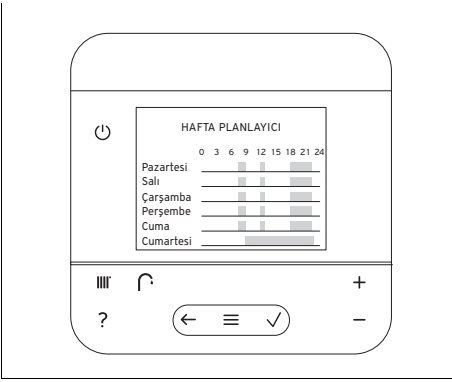 HAFTA PLANLAYICI
0 3 6 9 12 15 18 21 24
Pazartesi
Salı
Çarşamba
Perşembe
Cuma
Cumartesi
?
+
−